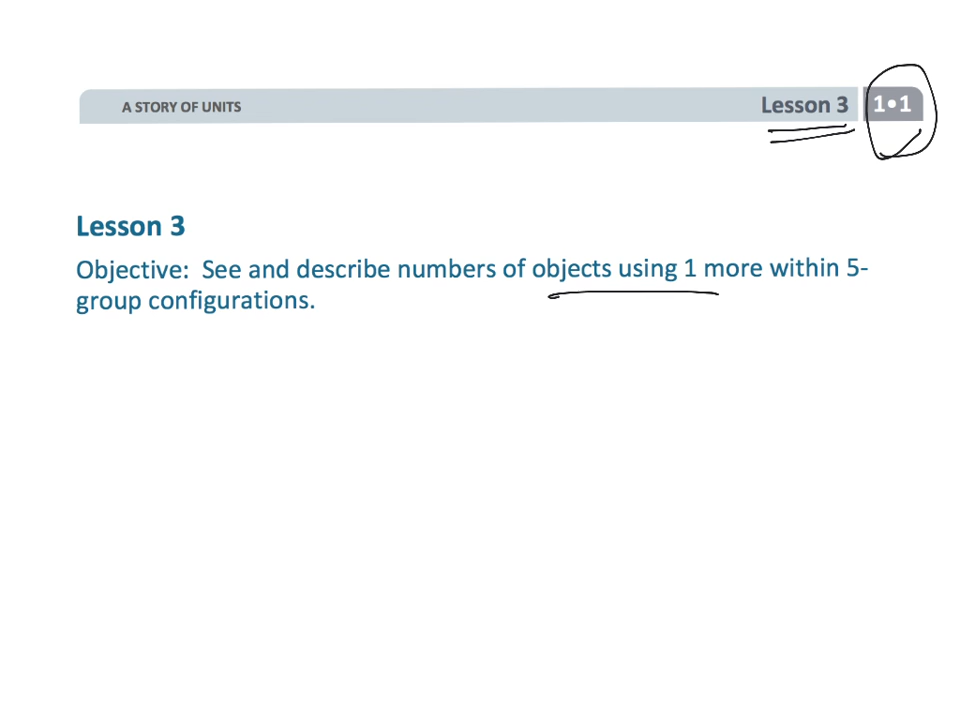 A STORY OF UNITS
Lesson 3
1•1
Lesson 3
Objective:  See and describe numbers of objects using 1 more within 5-
group configurations.